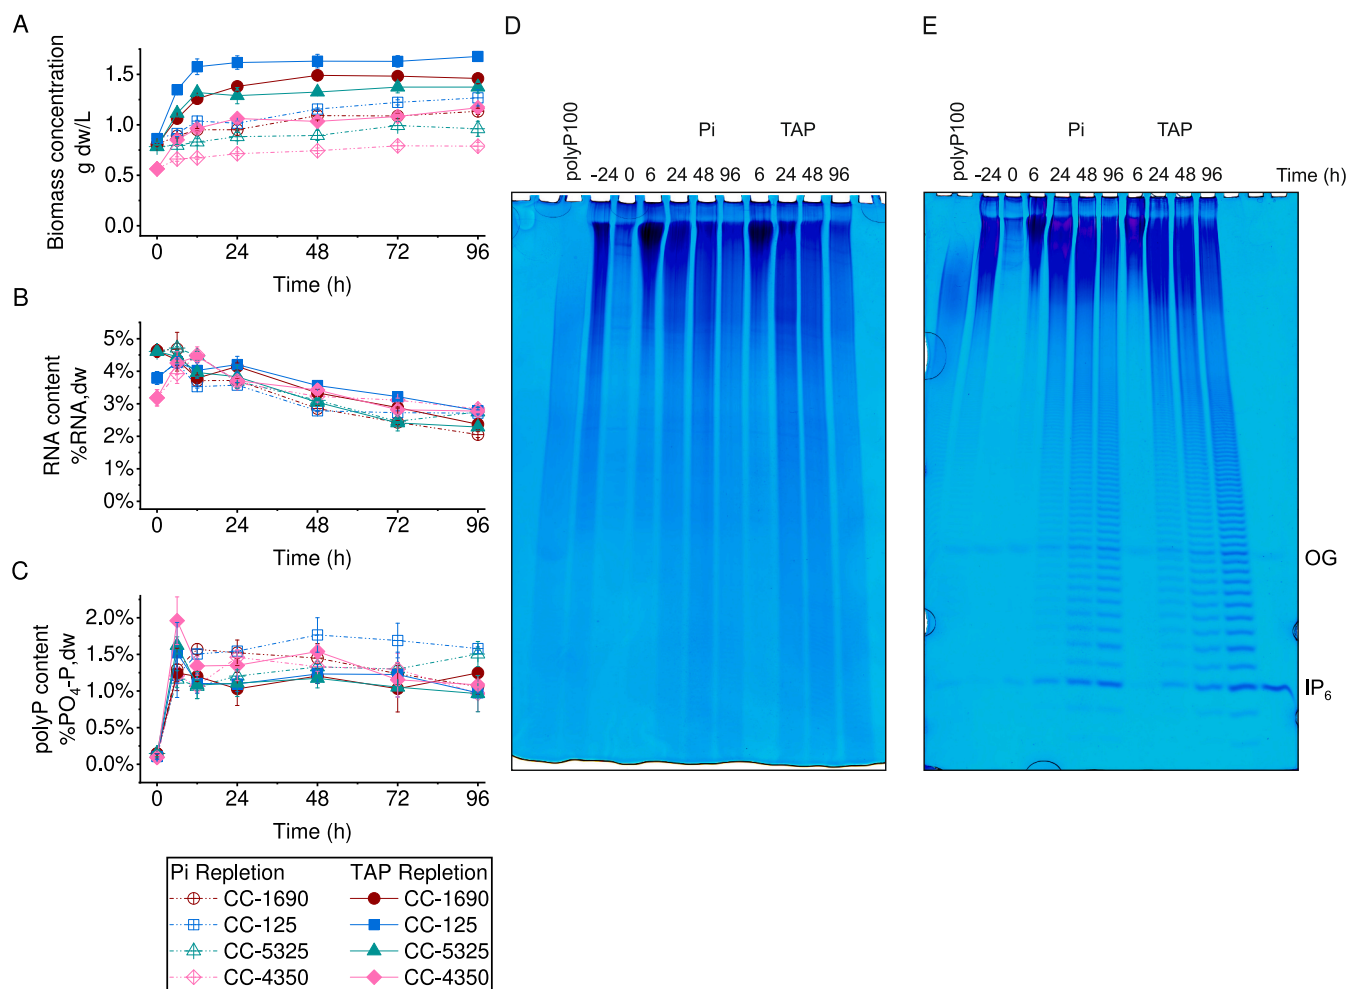 A
Biomass concentration
g dw/L
1.5
1.0
0.5
0.0
0 24 48 72 96
Time (h)
B
RNA content
%RNA,dw
5%
4%
3%
2%
1%
0%
0 24 48 72 96
Time (h)
C
polyP content
%PO₄-P,dw
2.0%
1.5%
1.0%
0.5%
0.0%
0 24 48 72 96
Time (h)
Pi Repletion TAP Repletion
CC-1690 CC-1690
CC-125 CC-125
CC-5325 CC-5325
CC-4350 CC-4350
D
polyP100
Pi TAP
-24 0 6 24 48 96 6 24 48 96
E
polyP100
Pi TAP
-24 0 6 24 48 96 6 24 48 96 Time (h)
OG
IP₆